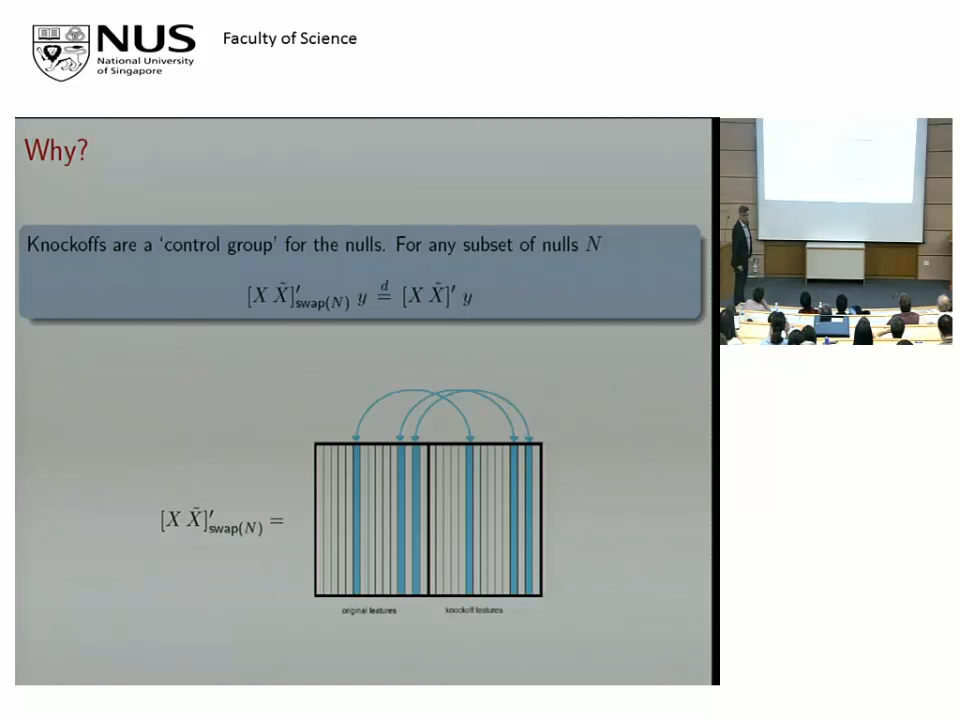 NUS
National University
of Singapore
Faculty of Science
Why?
Knockoffs are a ‘control group’ for the nulls. For any subset of nulls N
[X X̃]′swap(N) y d= [X X̃]′ y
[X X̃]′swap(N) =
original features
knockoff features